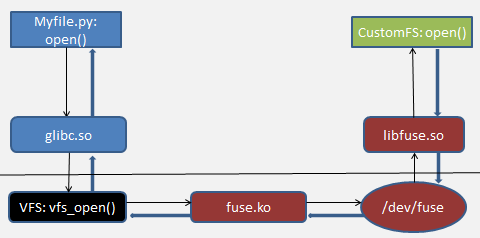 Myfile.py:
open()
CustomFS: open()
glibc.so
libfuse.so
VFS: vfs_open()
fuse.ko
/dev/fuse